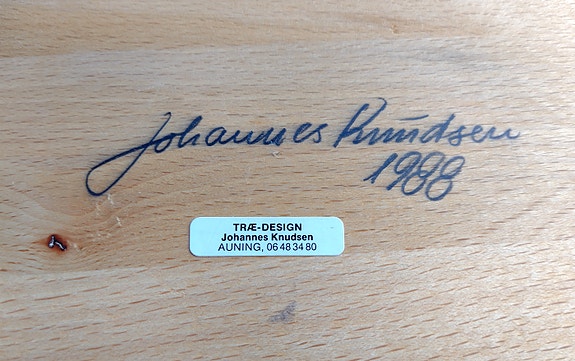 Johannes Knudsen
1988
TRÆ-DESIGN
Johannes Knudsen
AUNING, 06 48 34 80